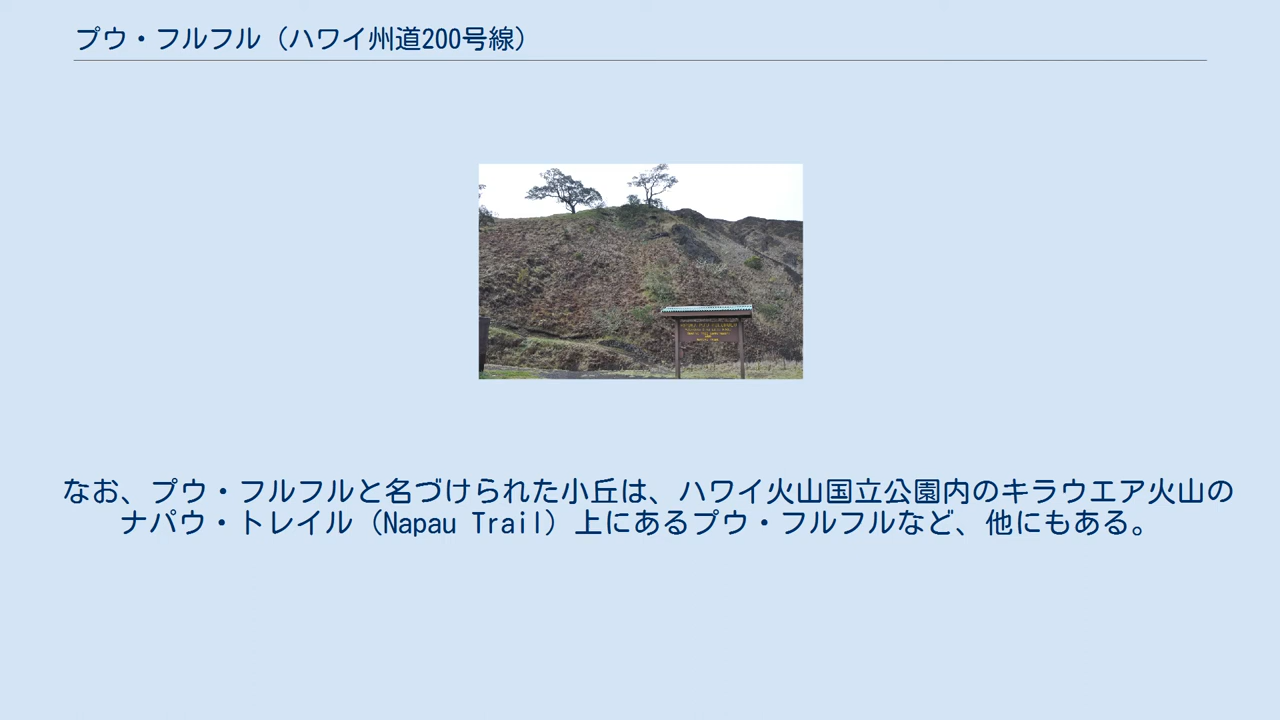 プウ・フルフル（ハワイ州道200号線）
なお、プウ・フルフルと名づけられた小丘は、ハワイ火山国立公園内のキラウエア火山の
ナパウ・トレイル（Napau Trail）上にあるプウ・フルフルなど、他にもある。